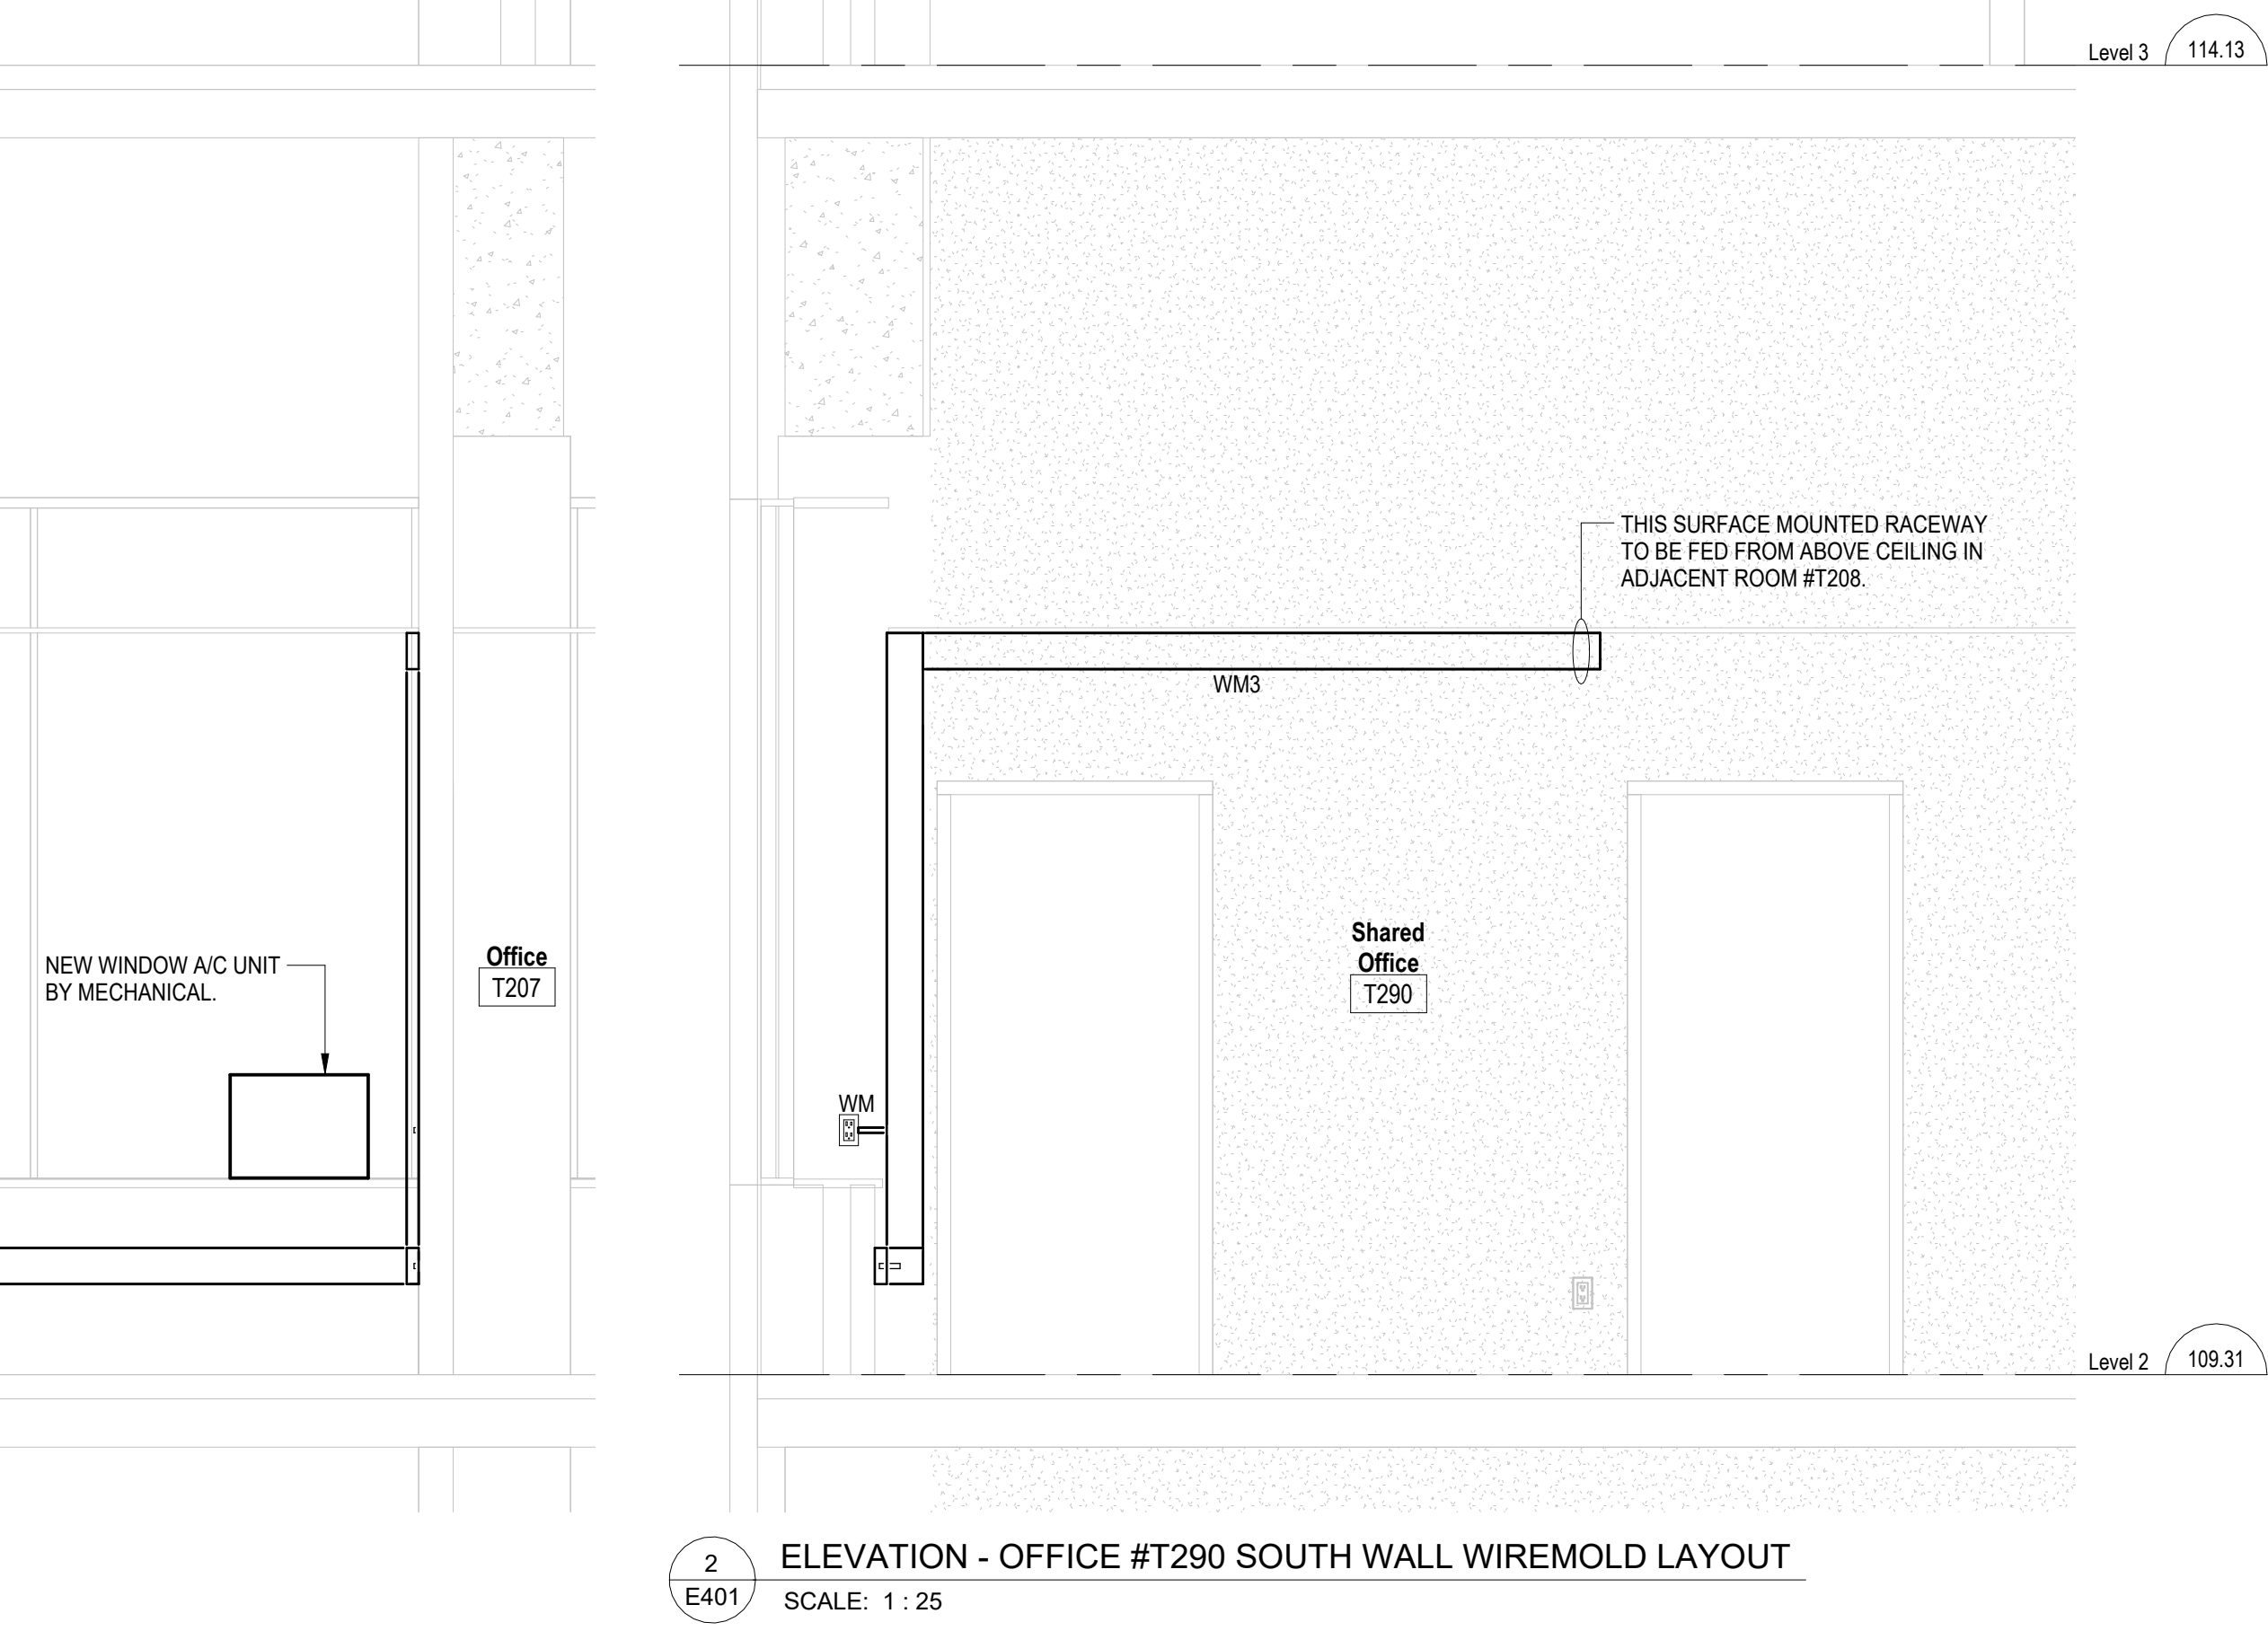 Level 3 114.13
THIS SURFACE MOUNTED RACEWAY
TO BE FED FROM ABOVE CEILING IN
ADJACENT ROOM #T208.
WM3
NEW WINDOW A/C UNIT
BY MECHANICAL.
Office
T207
Shared
Office
T290
WM
Level 2 109.31
2
E401
ELEVATION - OFFICE #T290 SOUTH WALL WIREMOLD LAYOUT
SCALE: 1 : 25